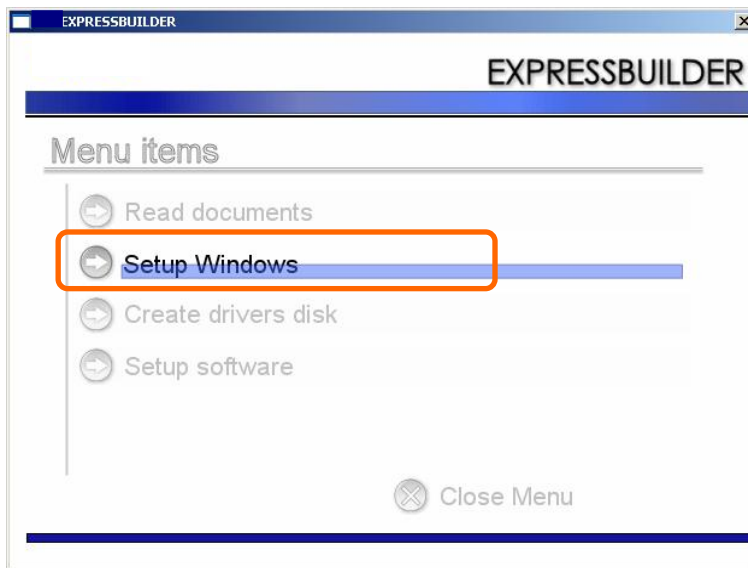 EXPRESSBUILDER
EXPRESSBUILDER
Menu items
Read documents
Setup Windows
Create drivers disk
Setup software
Close Menu